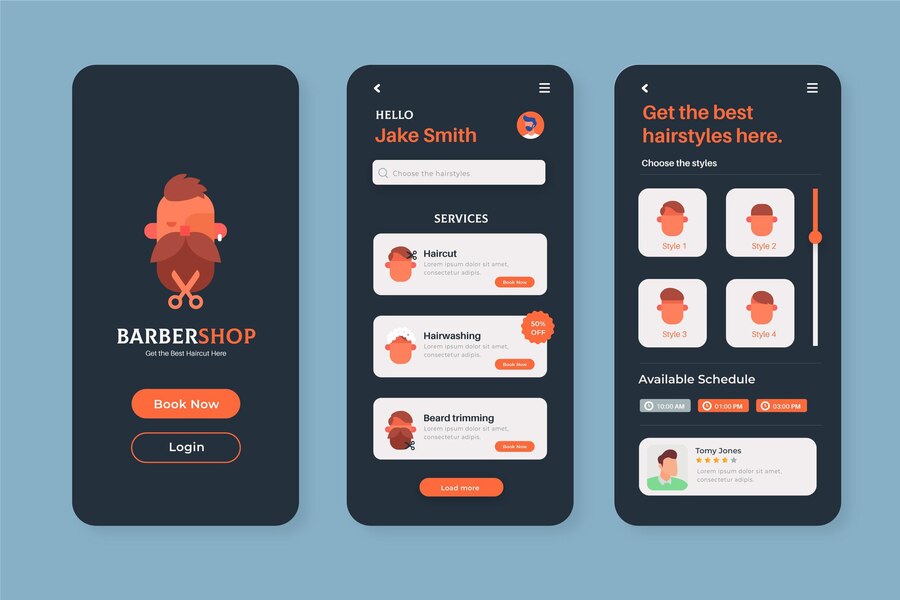 BARBERSHOP
Get the Best Haircut Here
Book Now
Login
HELLO
Jake Smith
Choose the hairstyles
SERVICES
Haircut
Lorem ipsum dolor sit amet,
consectetur adipis.
Book Now
Hairwashing
Lorem ipsum dolor sit amet,
consectetur adipis.
Book Now
50%
OFF
Beard trimming
Lorem ipsum dolor sit amet,
consectetur adipis.
Book Now
Load more
Get the best
hairstyles here.
Choose the styles
Style 1
Style 2
Style 3
Style 4
Available Schedule
10:00 AM
01:00 PM
03:00 PM
Tomy Jones
Lorem ipsum dolor sit amet,
consectetur adipis.